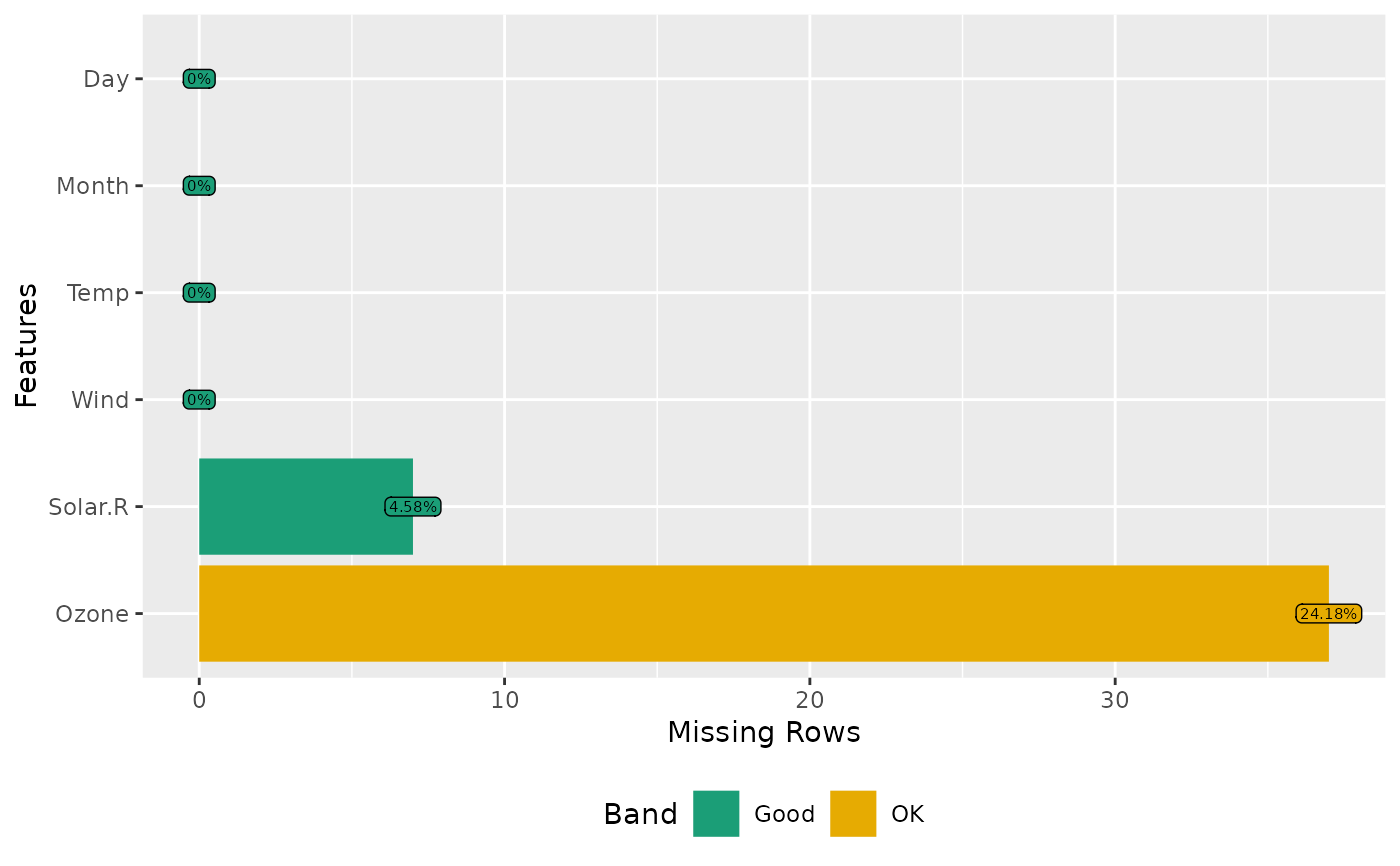 Features
Day 0%
Month 0%
Temp 0%
Wind 0%
Solar.R 4.58%
Ozone 24.18%
0 10 20 30
Missing Rows
Band Good OK